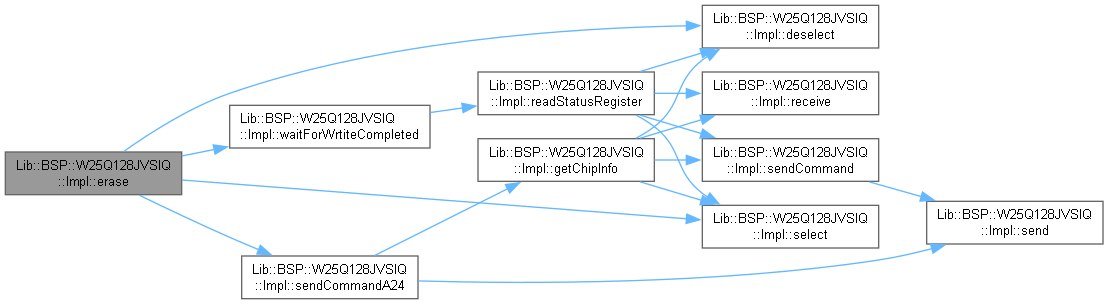 Lib::BSP::W25Q128JVSIQ
::Impl::erase
Lib::BSP::W25Q128JVSIQ
::Impl::waitForWrtiteCompleted
Lib::BSP::W25Q128JVSIQ
::Impl::sendCommandA24
Lib::BSP::W25Q128JVSIQ
::Impl::readStatusRegister
Lib::BSP::W25Q128JVSIQ
::Impl::getChipInfo
Lib::BSP::W25Q128JVSIQ
::Impl::deselect
Lib::BSP::W25Q128JVSIQ
::Impl::receive
Lib::BSP::W25Q128JVSIQ
::Impl::sendCommand
Lib::BSP::W25Q128JVSIQ
::Impl::select
Lib::BSP::W25Q128JVSIQ
::Impl::send